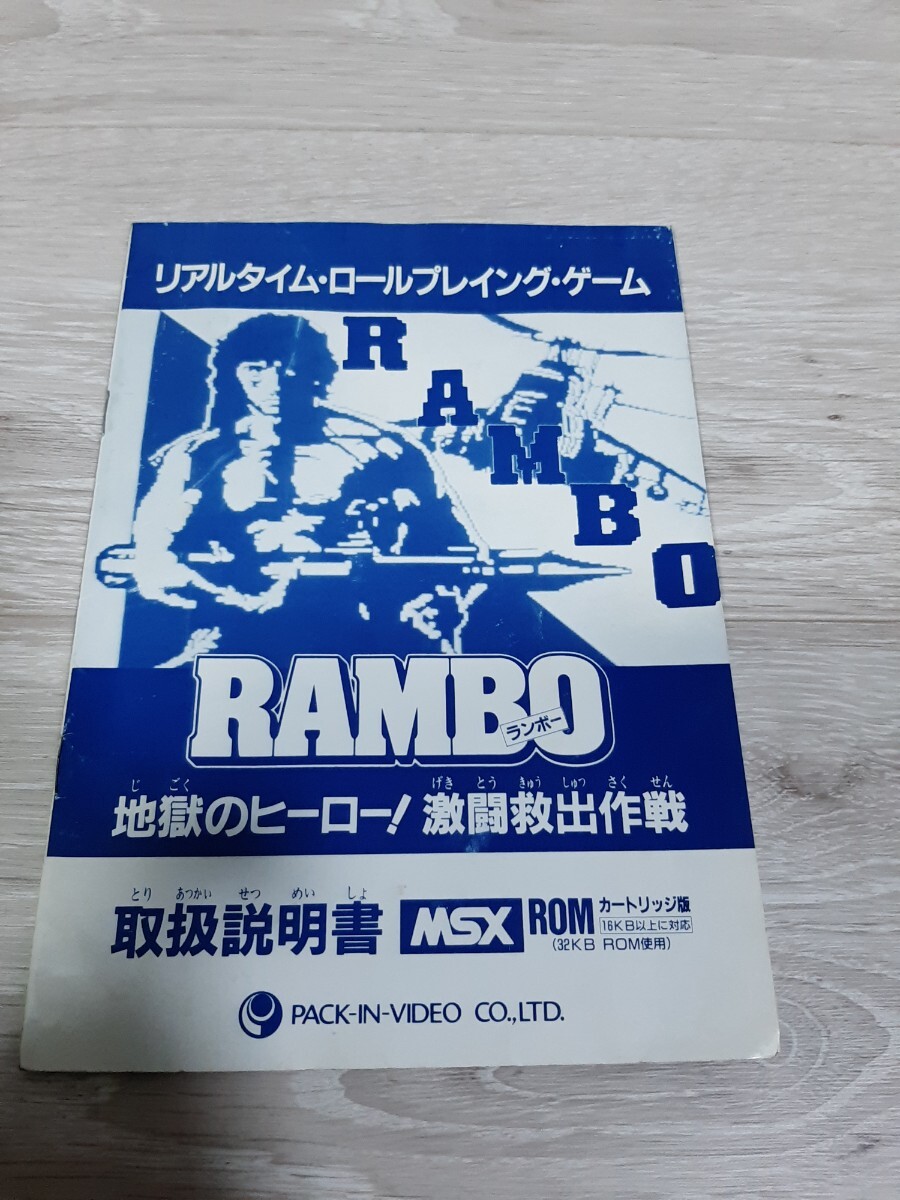 リアルタイム・ロールプレイング・ゲーム
RAMBO
RAMBO
ランボー
じごく げきとうきゅうしゅつさくせん
地獄のヒーロー!激闘救出作戦
とりあつかいせつめいしょ
取扱説明書 MSX ROM カートリッジ版
16KB以上に対応
(32KB ROM使用)
PACK-IN-VIDEO CO.,LTD.